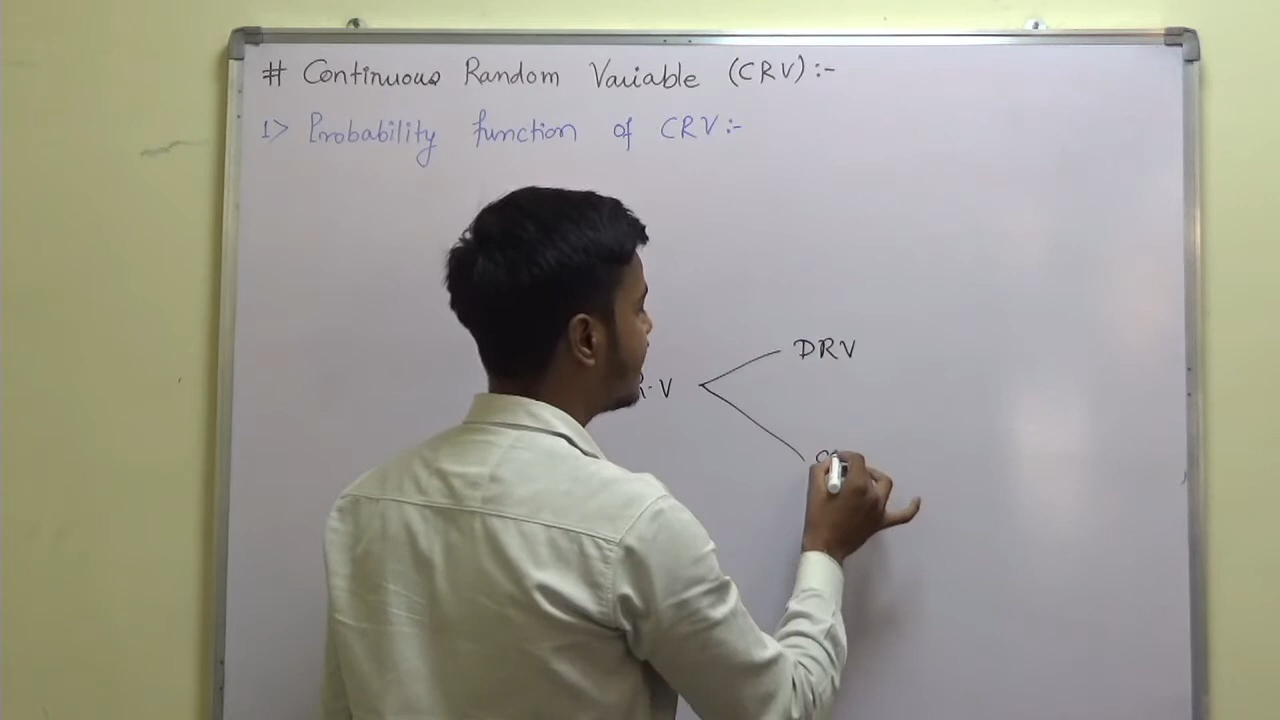 # Continuous Random Variable (CRV):-
1> Probability function of CRV:-
DRV
R.V